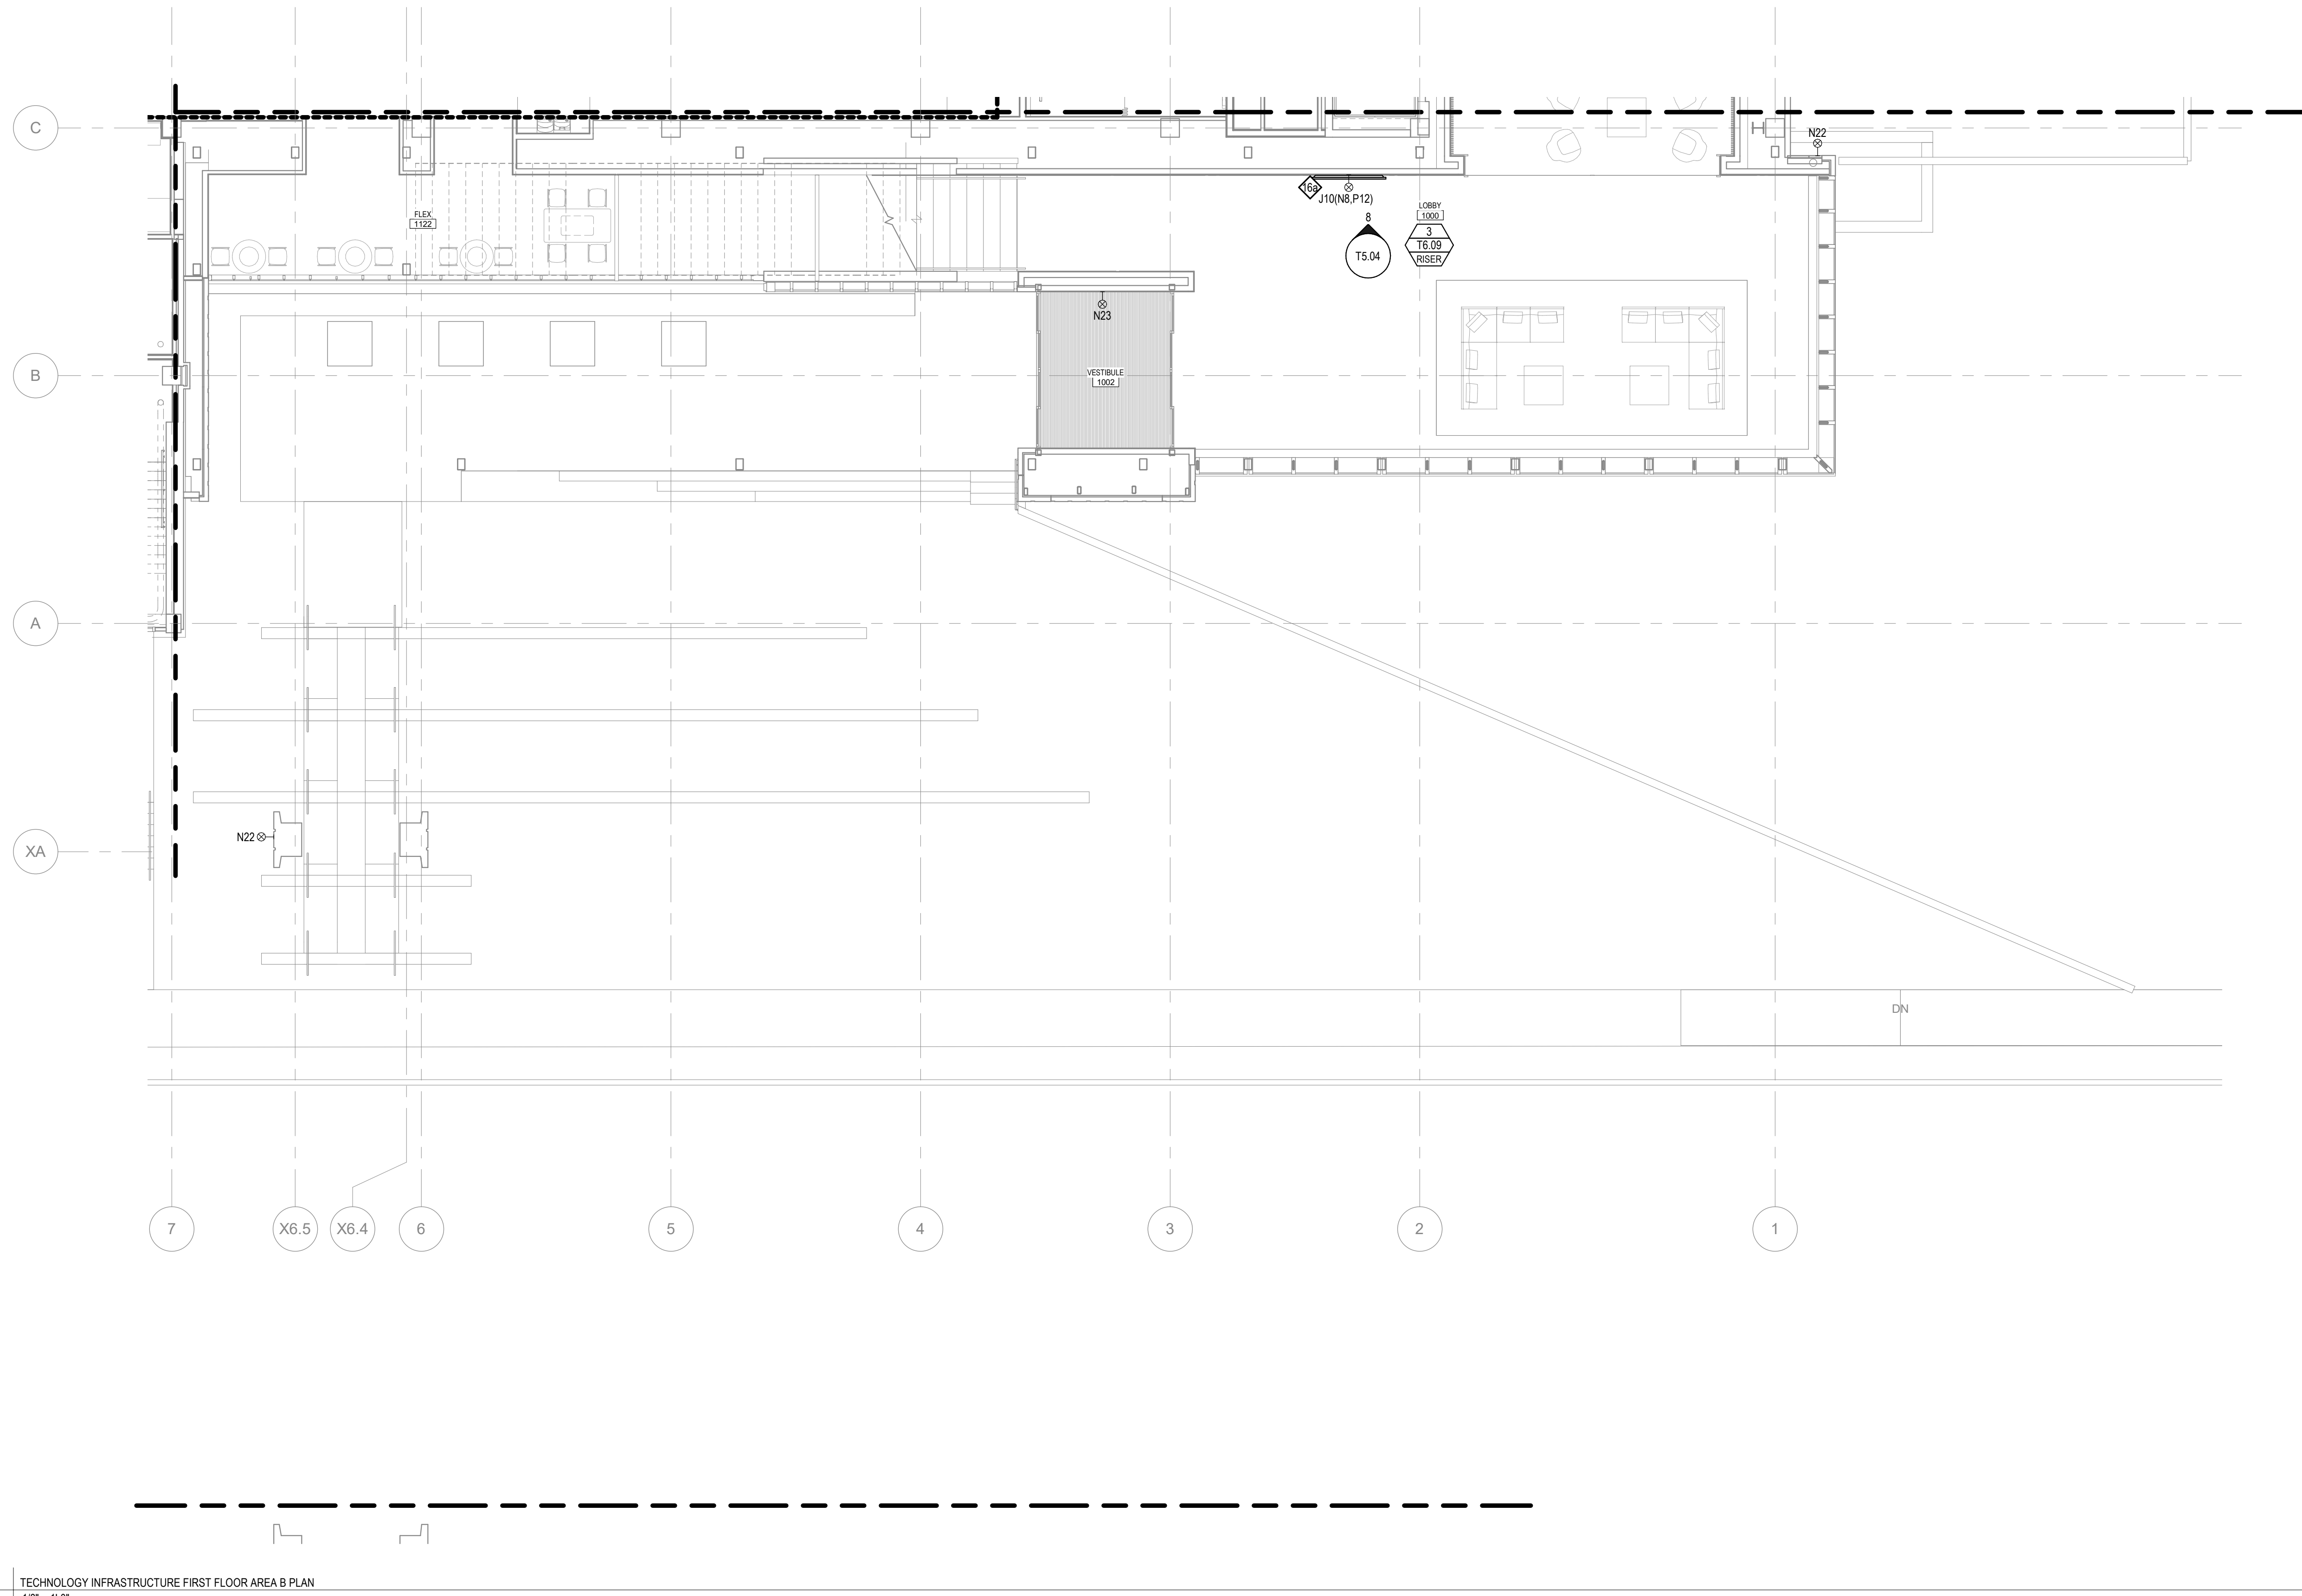 C
N22
16a
J10(N8,P12)
FLEX
1122
8
T5.04
LOBBY
1000
3
T6.09
RISER
N23
B
VESTIBULE
1002
A
N22
XA
DN
7
X6.5
X6.4
6
5
4
3
2
1
TECHNOLOGY INFRASTRUCTURE FIRST FLOOR AREA B PLAN